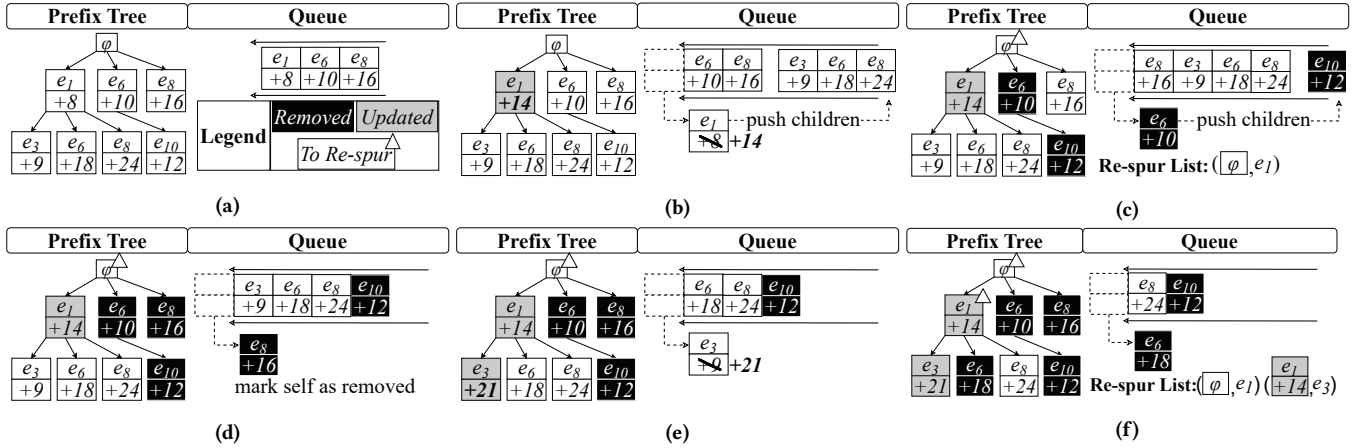 Prefix Tree Queue
φ
e1 e6 e8
+8 +10 +16
e3 e6 e8 e10
+9 +18 +24 +12
e1 e6 e8
+8 +10 +16
Legend Removed Updated
To Re-spur
(a)
Prefix Tree Queue
φ
e1 e6 e8
+14 +10 +16
e3 e6 e8 e10
+9 +18 +24 +12
e6 e8 e3 e6 e8
+10 +16 +9 +18 +24
e1 push children
+8 +14
(b)
Prefix Tree Queue
φ
e1 e6 e8
+14 +10 +16
e3 e6 e8 e10
+9 +18 +24 +12
e8 e3 e6 e8 e10
+16 +9 +18 +24 +12
e6 push children
+10
Re-spur List: (φ, e1)
(c)
Prefix Tree Queue
φ
e1 e6 e8
+14 +10 +16
e3 e6 e8 e10
+9 +18 +24 +12
e3 e6 e8 e10
+9 +18 +24 +12
e8
+16
mark self as removed
(d)
Prefix Tree Queue
φ
e1 e6 e8
+14 +10 +16
e3 e6 e8 e10
+21 +18 +24 +12
e6 e8 e10
+18 +24 +12
e3
+9 +21
(e)
Prefix Tree Queue
φ
e1 e6 e8
+14 +10 +16
e3 e6 e8 e10
+21 +18 +24 +12
e8 e10
+24 +12
e6
+18
Re-spur List: (φ, e1) (e1 +14, e3)
(f)